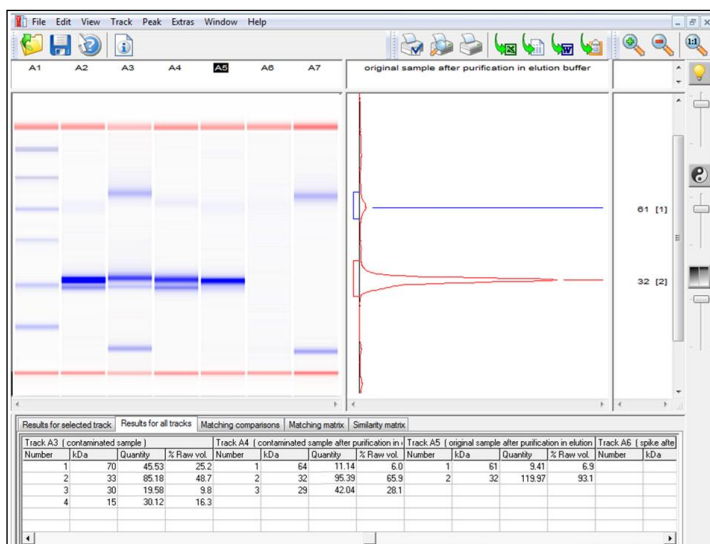 File Edit View Track Peak Extras Window Help
A1 A2 A3 A4 A5 A6 A7 original sample after purification in elution buffer
61 [1]
32 [2]
Results for selected track Results for all tracks Matching comparisons Matching matrix Similarity matrix
Track A3 ( contaminated sample ) Track A4 ( contaminated sample after purification in Track A5 ( original sample after purification in elution Track A6 ( spike afte
Number kDa Quantity % Raw vol. Number kDa Quantity % Raw vol. Number kDa Quantity % Raw vol. Number kDa
1 70 45.53 25.2 1 64 11.14 6.0 1 61 9.41 6.9
2 33 85.18 48.7 2 32 95.39 65.9 2 32 119.97 93.1
3 30 19.58 9.8 3 29 42.04 28.1
4 15 30.12 16.3